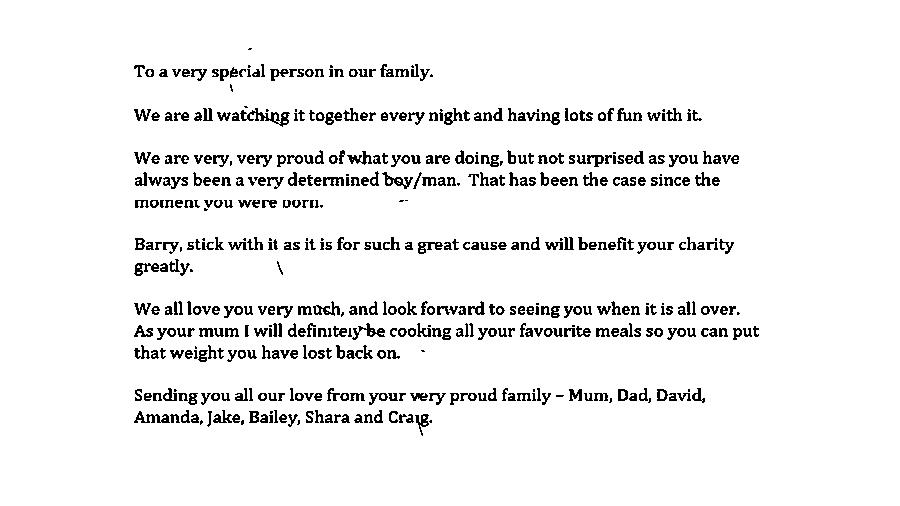 To a very special person in our family.
We are all watching it together every night and having lots of fun with it.
We are very, very proud of what you are doing, but not surprised as you have
always been a very determined boy/man. That has been the case since the
moment you were born.
Barry, stick with it as it is for such a great cause and will benefit your charity
greatly.
We all love you very much, and look forward to seeing you when it is all over.
As your mum I will definitely be cooking all your favourite meals so you can put
that weight you have lost back on.
Sending you all our love from your very proud family – Mum, Dad, David,
Amanda, Jake, Bailey, Shara and Craig.